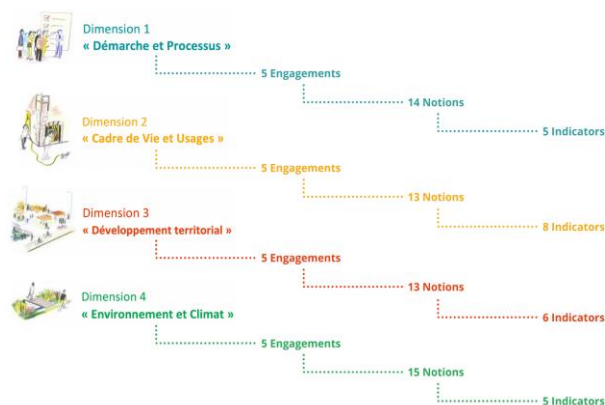 Dimension 1
« Démarche et Processus »
5 Engagements
14 Notions
5 Indicators
Dimension 2
« Cadre de Vie et Usages »
5 Engagements
13 Notions
8 Indicators
Dimension 3
« Développement territorial »
5 Engagements
13 Notions
6 Indicators
Dimension 4
« Environnement et Climat »
5 Engagements
15 Notions
5 Indicators